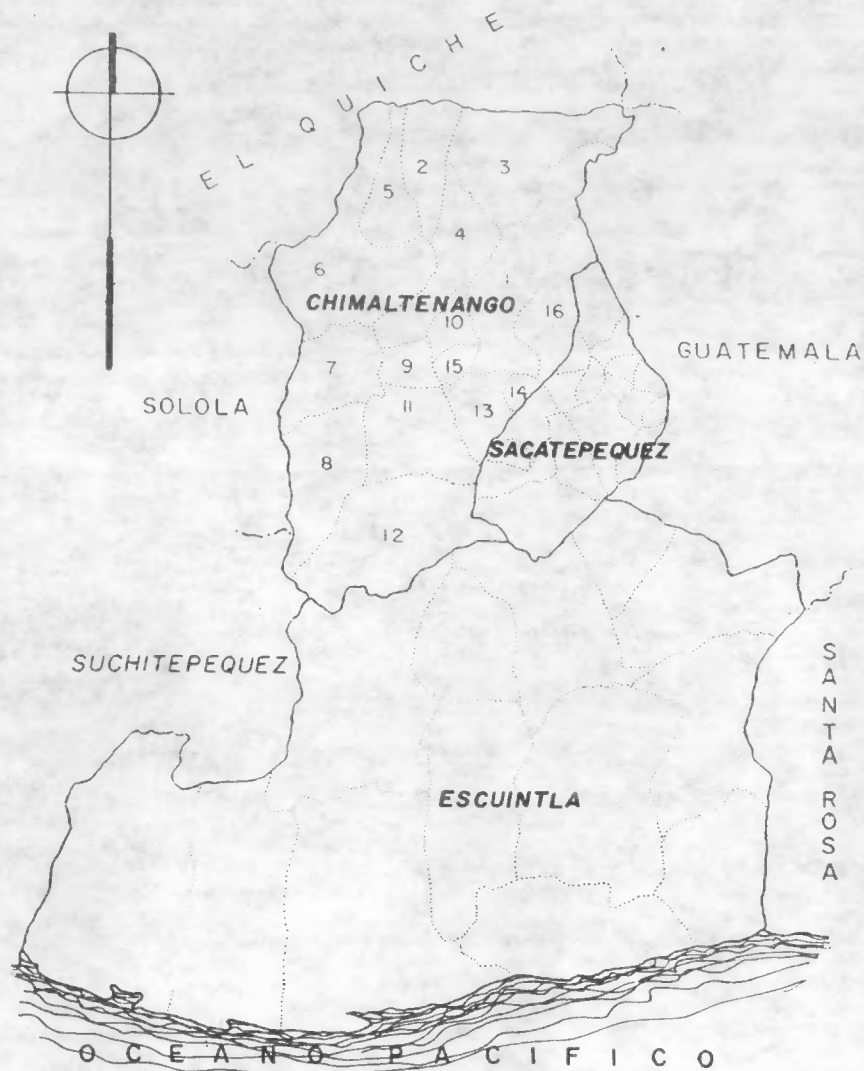 EL QUICHE
2
3
5
4
6
1
CHIMALTENANGO
16
10
GUATEMALA
7
9
15
14
SOLOLA
11
13
SACATEPEQUEZ
8
12
SUCHITEPEQUEZ
SANTA ROSA
ESCUINTLA
OCEANO PACIFICO